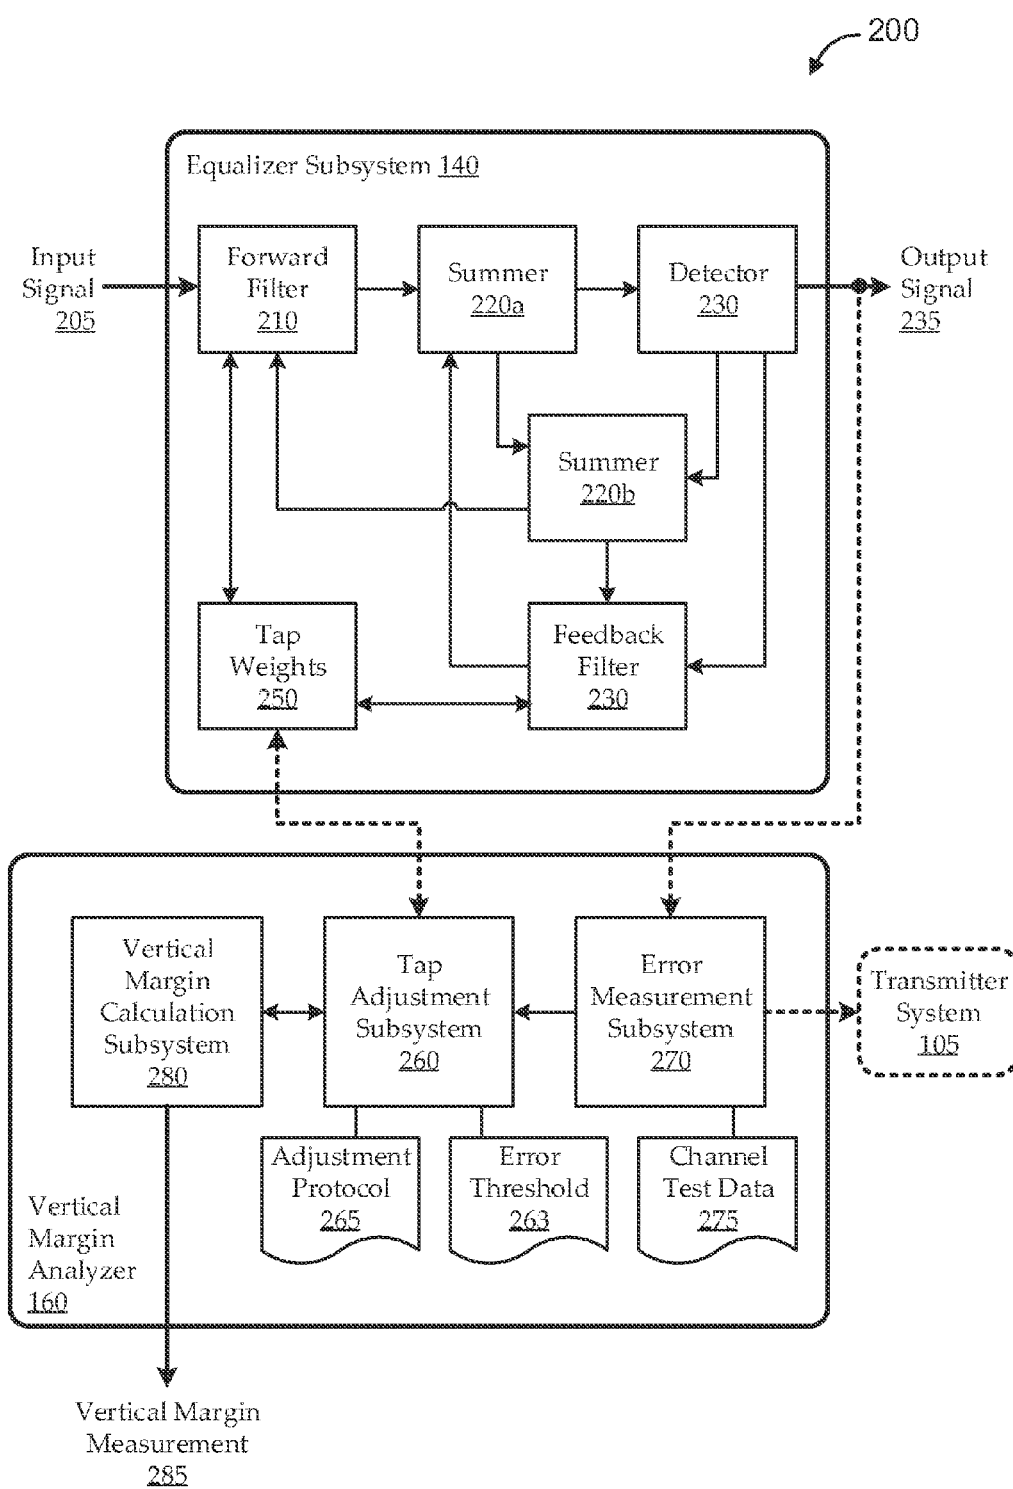 200
Equalizer Subsystem 140
Input
Signal
205
Forward
Filter
210
Summer
220a
Detector
230
Output
Signal
235
Summer
220b
Tap
Weights
250
Feedback
Filter
230
Vertical
Margin
Calculation
Subsystem
280
Tap
Adjustment
Subsystem
260
Error
Measurement
Subsystem
270
Transmitter
System
105
Adjustment
Protocol
265
Error
Threshold
263
Channel
Test Data
275
Vertical
Margin
Analyzer
160
Vertical Margin
Measurement
285